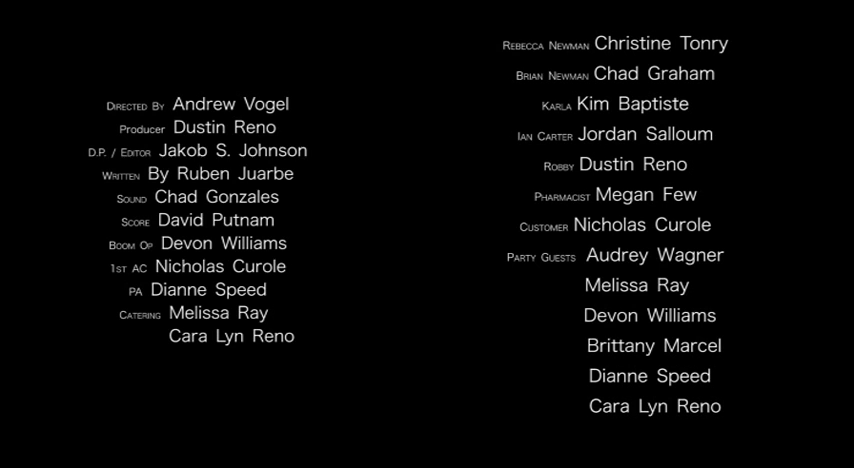 Directed By Andrew Vogel
Producer Dustin Reno
D.P. / Editor Jakob S. Johnson
Written By Ruben Juarbe
Sound Chad Gonzales
Score David Putnam
Boom Op Devon Williams
1st AC Nicholas Curole
PA Dianne Speed
Catering Melissa Ray
Cara Lyn Reno
Rebecca Newman Christine Tonry
Brian Newman Chad Graham
Karla Kim Baptiste
Ian Carter Jordan Salloum
Robby Dustin Reno
Pharmacist Megan Few
Customer Nicholas Curole
Party Guests Audrey Wagner
Melissa Ray
Devon Williams
Brittany Marcel
Dianne Speed
Cara Lyn Reno